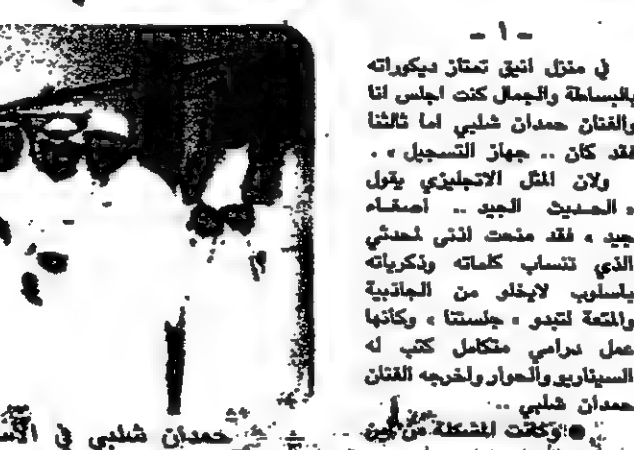 - ١ -
في منزل انيق تمتاز ديكوراته
بالبساطة والجمال كنت اجلس انا
والفنان حمدان شلبي اما ثالثنا
فقد كان .. جهاز التسجيل » .
ولان المثل الانجليزي يقول
« الحديث الجيد .. اصغاء
جيد » فقد منحت اذني لمحدثي
الذي تنساب كلماته وذكرياته
باسلوب لايخلو من الجاذبية
والمتعة لتبدو « جلستنا » وكأنها
عمل درامي متكامل كتب له
السيناريو والحوار واخرجه الفنان
حمدان شلبي ..
● وكانت المشكلة من اين
حمدان شلبي في